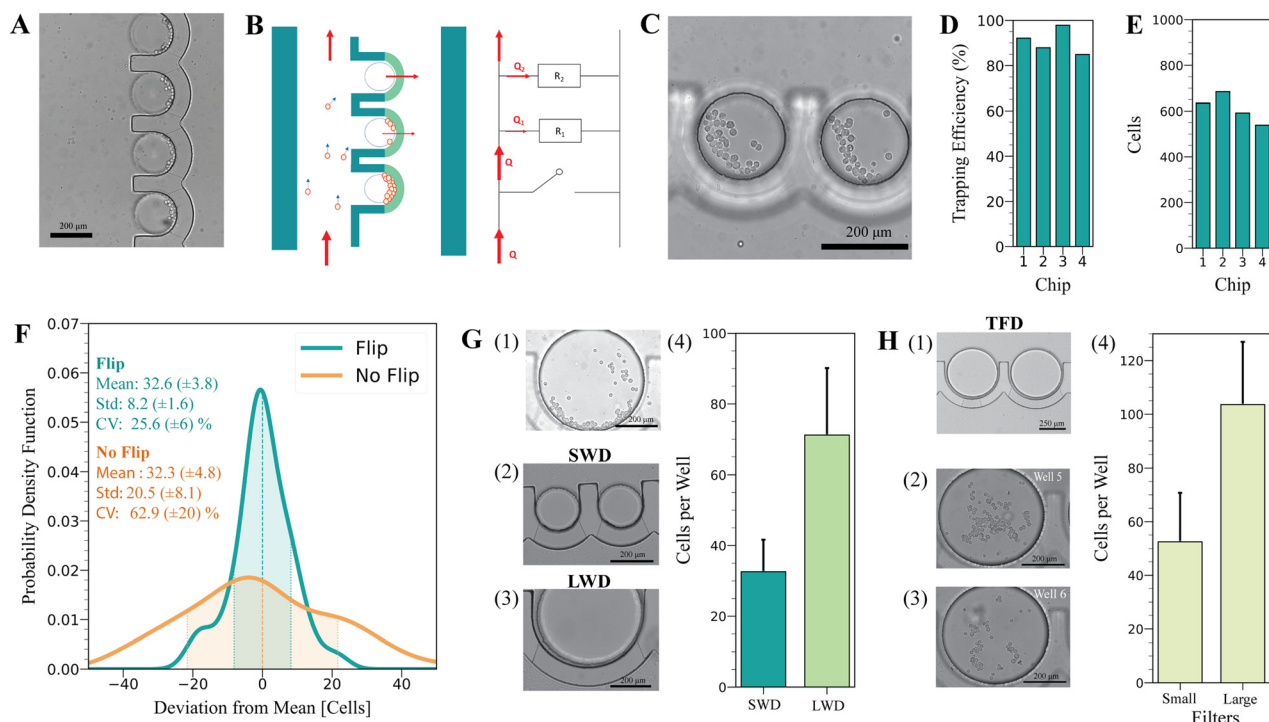 A
200 μm
B
Q₂
R₂
Q₁
R₁
Q
Q
C
200 μm
D
Trapping Efficiency (%)
100
80
60
40
20
0
1 2 3 4
Chip
E
Cells
1000
800
600
400
200
0
1 2 3 4
Chip
F
Probability Density Function
0.07
0.06
0.05
0.04
0.03
0.02
0.01
0.00
Flip
Mean: 32.6 (±3.8)
Std: 8.2 (±1.6)
CV: 25.6 (±6) %
No Flip
Mean : 32.3 (±4.8)
Std: 20.5 (±8.1)
CV: 62.9 (±20) %
Flip
No Flip
−40 −20 0 20 40
Deviation from Mean [Cells]
G
(1)
200 μm
SWD
(2)
200 μm
LWD
(3)
200 μm
(4)
Cells per Well
100
80
60
40
20
0
SWD LWD
H
TFD
(1)
250 μm
(2)
Well 5
200 μm
(3)
Well 6
200 μm
(4)
Cells per Well
120
100
80
60
40
20
0
Small Large
Filters